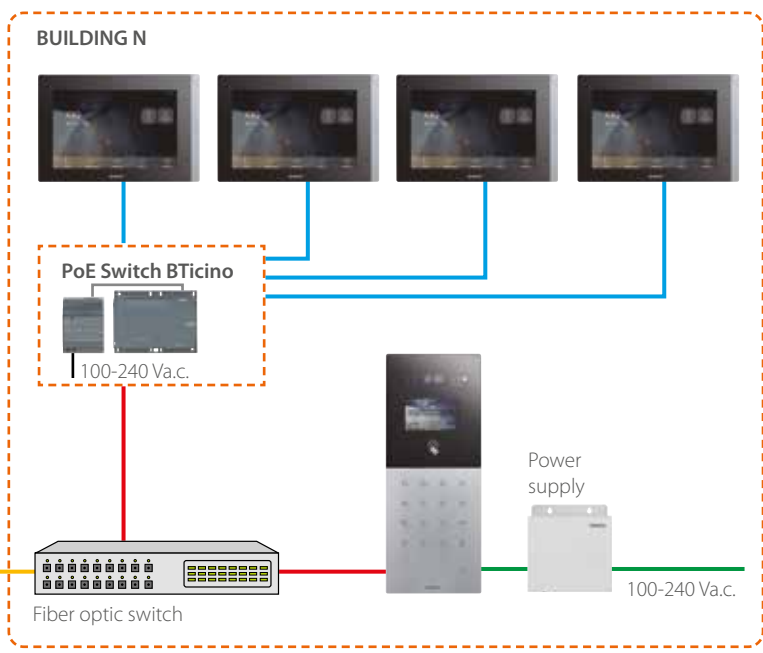 BUILDING N
PoE Switch BTicino
100-240 Va.c.
Power
supply
100-240 Va.c.
Fiber optic switch